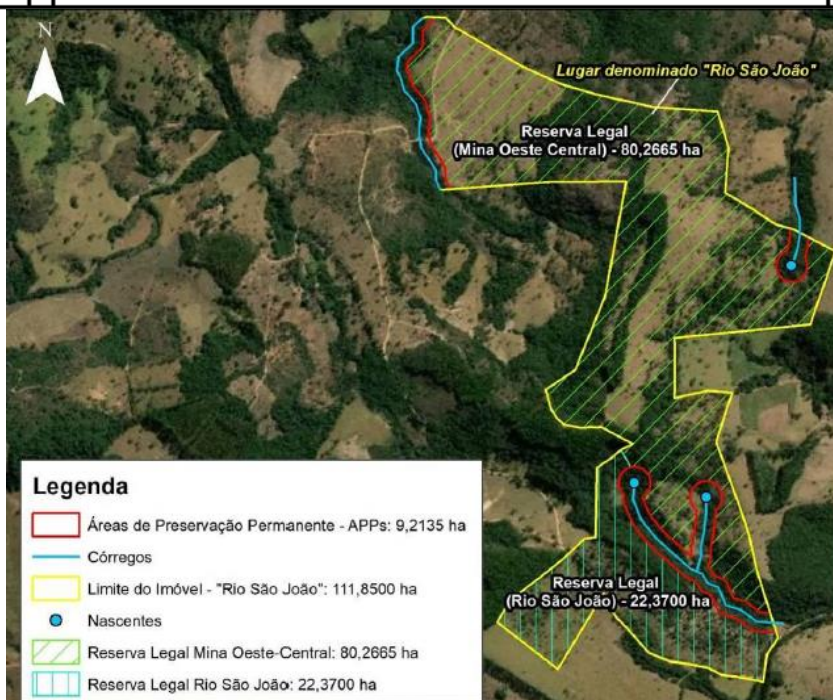 N
Lugar denominado "Rio São João"
Reserva Legal
(Mina Oeste Central) - 80,2665 ha
Reserva Legal
(Rio São João) - 22,3700 ha
Legenda
Áreas de Preservação Permanente - APPs: 9,2135 ha
Córregos
Limite do Imóvel - "Rio São João": 111,8500 ha
Nascentes
Reserva Legal Mina Oeste-Central: 80,2665 ha
Reserva Legal Rio São João: 22,3700 ha